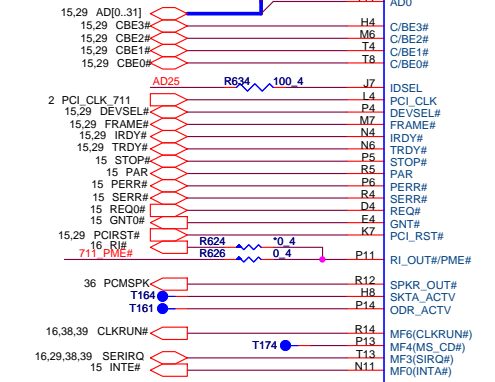 AD0
15,29 AD[0..31]
15,29 CBE3# H4 C/BE3#
15,29 CBE2# M6 C/BE2#
15,29 CBE1# T4 C/BE1#
15,29 CBE0# T8 C/BE0#
AD25 R634 100_4 J7 IDSEL
2 PCI_CLK_711 L4 PCI_CLK
15,29 DEVSEL# P4 DEVSEL#
15,29 FRAME# M7 FRAME#
15,29 IRDY# N4 IRDY#
15,29 TRDY# N6 TRDY#
15 STOP# P5 STOP#
15 PAR R5 PAR
15 PERR# P6 PERR#
15 SERR# R4 SERR#
15 REQ0# D4 REQ#
15 GNT0# E4 GNT#
15,29 PCIRST# K7 PCI_RST#
16 RI# R624 *0_4
711_PME# R626 0_4 P11 RI_OUT#/PME#
36 PCMSPK R12 SPKR_OUT#
T164 H8 SKTA_ACTV
T161 P14 ODR_ACTV
16,38,39 CLKRUN# R14 MF6(CLKRUN#)
T174 P13 MF4(MS_CD#)
16,29,38,39 SERIRQ T13 MF3(SIRQ#)
15 INTE# N11 MF0(INTA#)